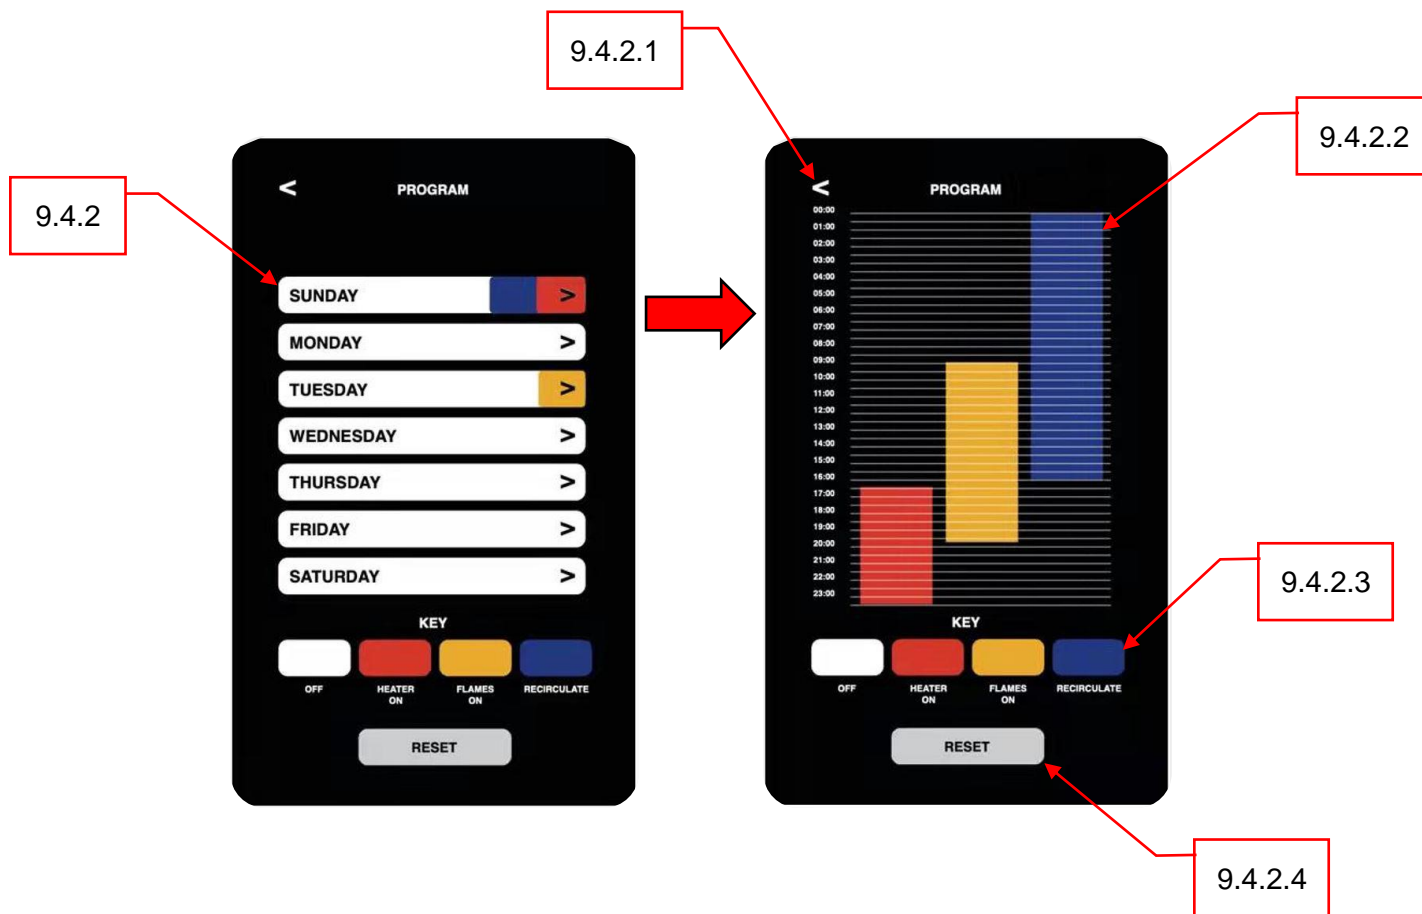 9.4.2.1
9.4.2.2
9.4.2
< PROGRAM
SUNDAY >
MONDAY >
TUESDAY >
WEDNESDAY >
THURSDAY >
FRIDAY >
SATURDAY >
KEY
OFF
HEATER
ON
FLAMES
ON
RECIRCULATE
RESET
< PROGRAM
00:00
01:00
02:00
03:00
04:00
05:00
06:00
07:00
08:00
09:00
10:00
11:00
12:00
13:00
14:00
15:00
16:00
17:00
18:00
19:00
20:00
21:00
22:00
23:00
KEY
OFF
HEATER
ON
FLAMES
ON
RECIRCULATE
RESET
9.4.2.3
9.4.2.4